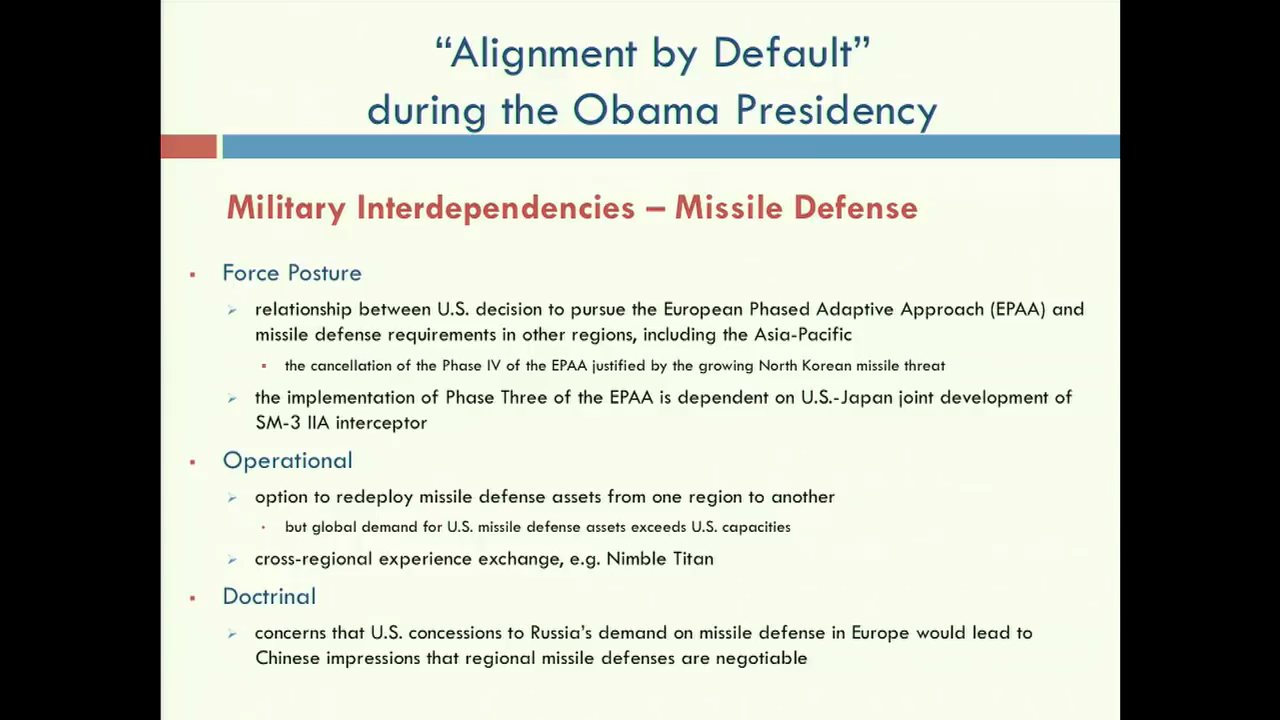 “Alignment by Default”
during the Obama Presidency
Military Interdependencies – Missile Defense
Force Posture
relationship between U.S. decision to pursue the European Phased Adaptive Approach (EPAA) and
missile defense requirements in other regions, including the Asia-Pacific
the cancellation of the Phase IV of the EPAA justified by the growing North Korean missile threat
the implementation of Phase Three of the EPAA is dependent on U.S.-Japan joint development of
SM-3 IIA interceptor
Operational
option to redeploy missile defense assets from one region to another
but global demand for U.S. missile defense assets exceeds U.S. capacities
cross-regional experience exchange, e.g. Nimble Titan
Doctrinal
concerns that U.S. concessions to Russia’s demand on missile defense in Europe would lead to
Chinese impressions that regional missile defenses are negotiable